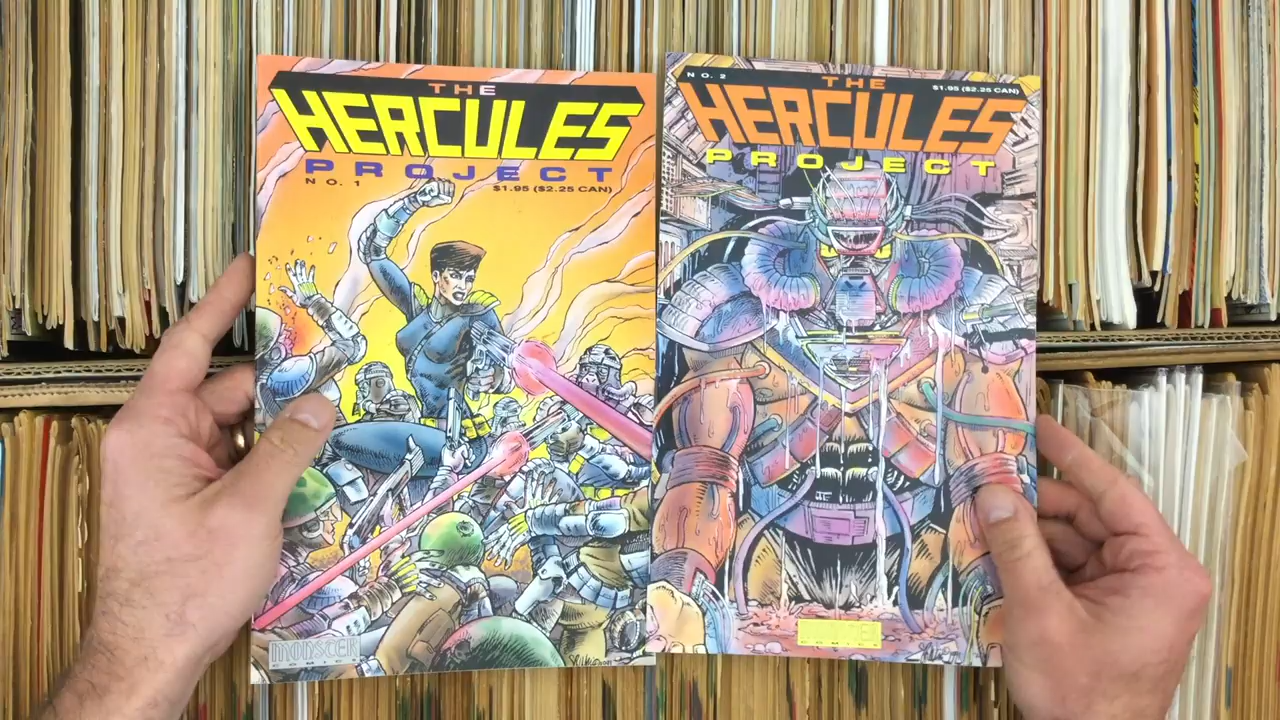 THE
HERCULES
PROJECT
NO. 1
$1.95 ($2.25 CAN)
MONSTER
COMICS
NO. 2
THE
$1.95 ($2.25 CAN)
HERCULES
PROJECT